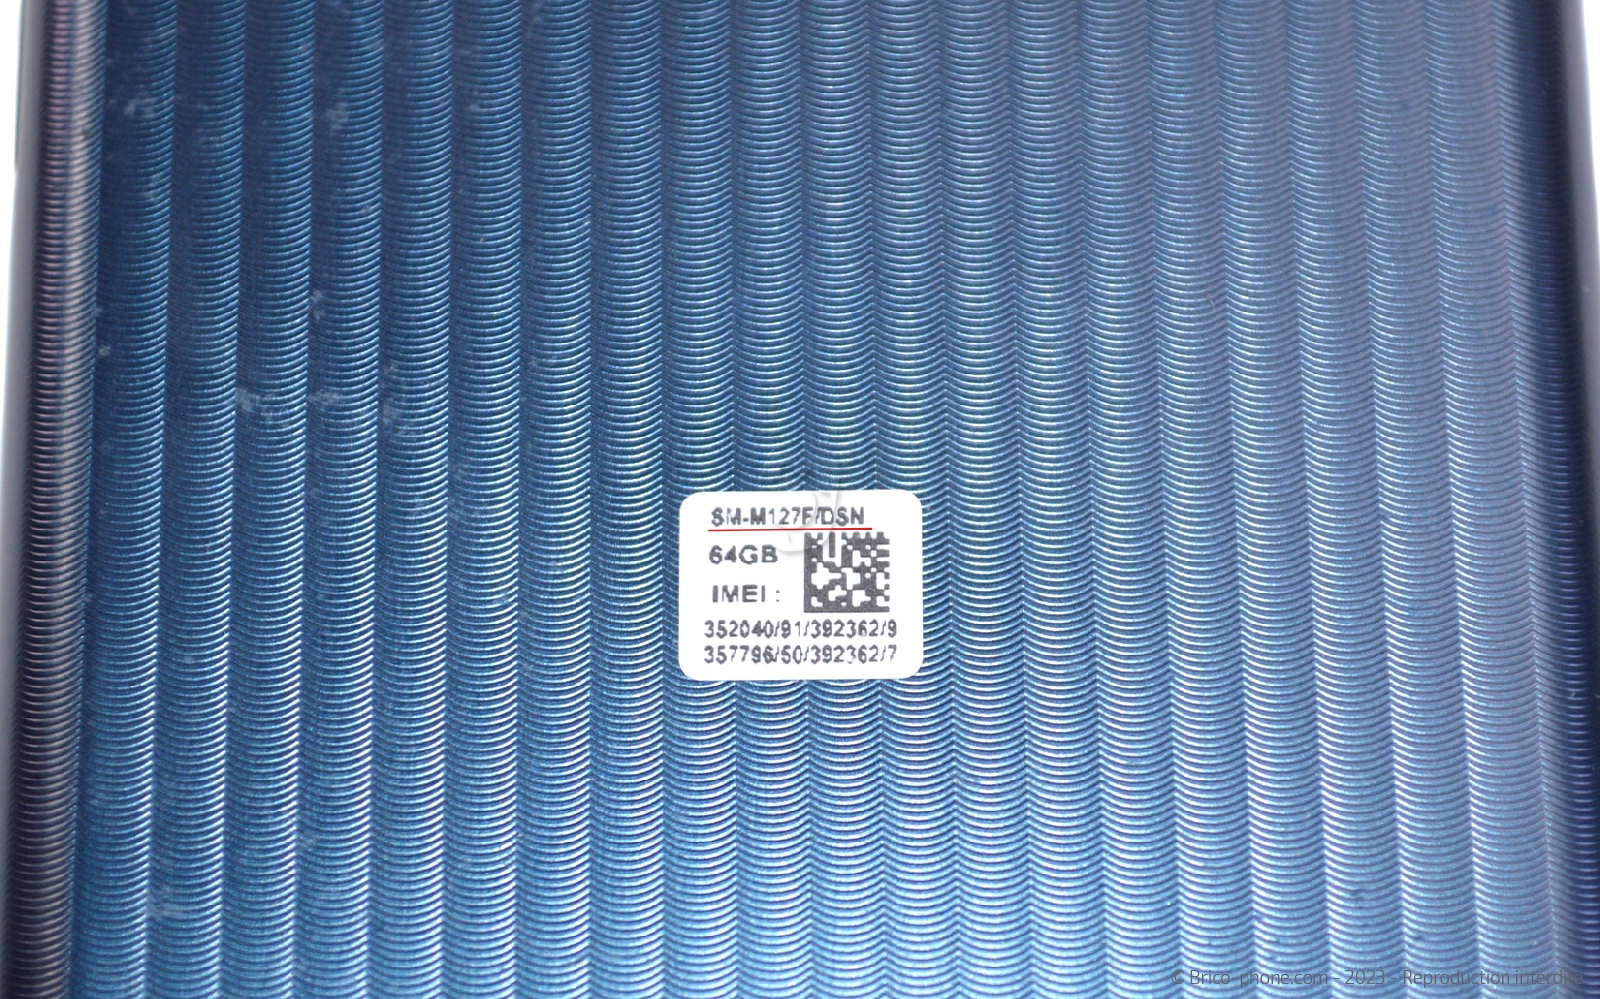 SM-M127F/DSN
64GB
IMEI :
352040/91/392362/9
357796/50/392362/7
© Brico-phone.com - 2023 - Reproduction interdite